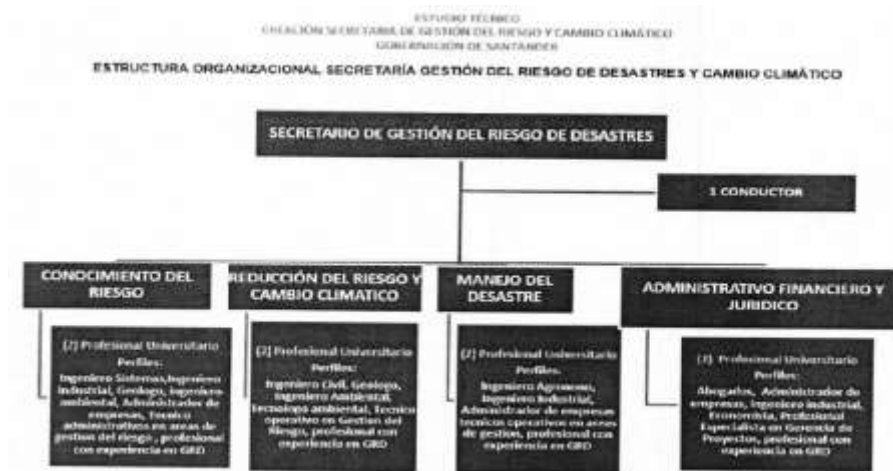 ESTUDIO TÉCNICO
CREACIÓN SECRETARIA DE GESTIÓN DEL RIESGO Y CAMBIO CLIMÁTICO
GOBERNACIÓN DE SANTANDER
ESTRUCTURA ORGANIZACIONAL SECRETARÍA GESTIÓN DEL RIESGO DE DESASTRES Y CAMBIO CLIMÁTICO
SECRETARIO DE GESTIÓN DEL RIESGO DE DESASTRES
1 CONDUCTOR
CONOCIMIENTO DEL
RIESGO
(2) Profesional Universitario
Perfiles:
Ingeniero Sistemas,Ingeniero
Industrial, Geólogo, ingeniero
ambiental, Administrador de
empresas, Tecnico
administrativos en areas de
gestion del riesgo , profesional
con experiencia en GRD
REDUCCIÓN DEL RIESGO Y
CAMBIO CLIMATICO
(2) Profesional Universitario
Perfiles:
Ingeniero Civil, Geologo,
Ingeniero Ambiental,
Tecnologo ambiental, Tecnico
operativo en Gestion del
Riesgo, profesional con
experiencia en GRD
MANEJO DEL
DESASTRE
(2) Profesional Universitario
Perfiles:
Ingeniero Agronomo,
Ingeniero Industrial,
Administrador de empresas
tecnicos operativos en areas
de gestion, profesional con
experiencia en GRD
ADMINISTRATIVO FINANCIERO Y
JURIDICO
Profesional Universitario
Perfiles:
Abogados, Administrador de
empresas, ingeniero industrial,
Economista, Profesional
Especialista en Gerencia de
Proyectos, profesional con
experiencia en GRD